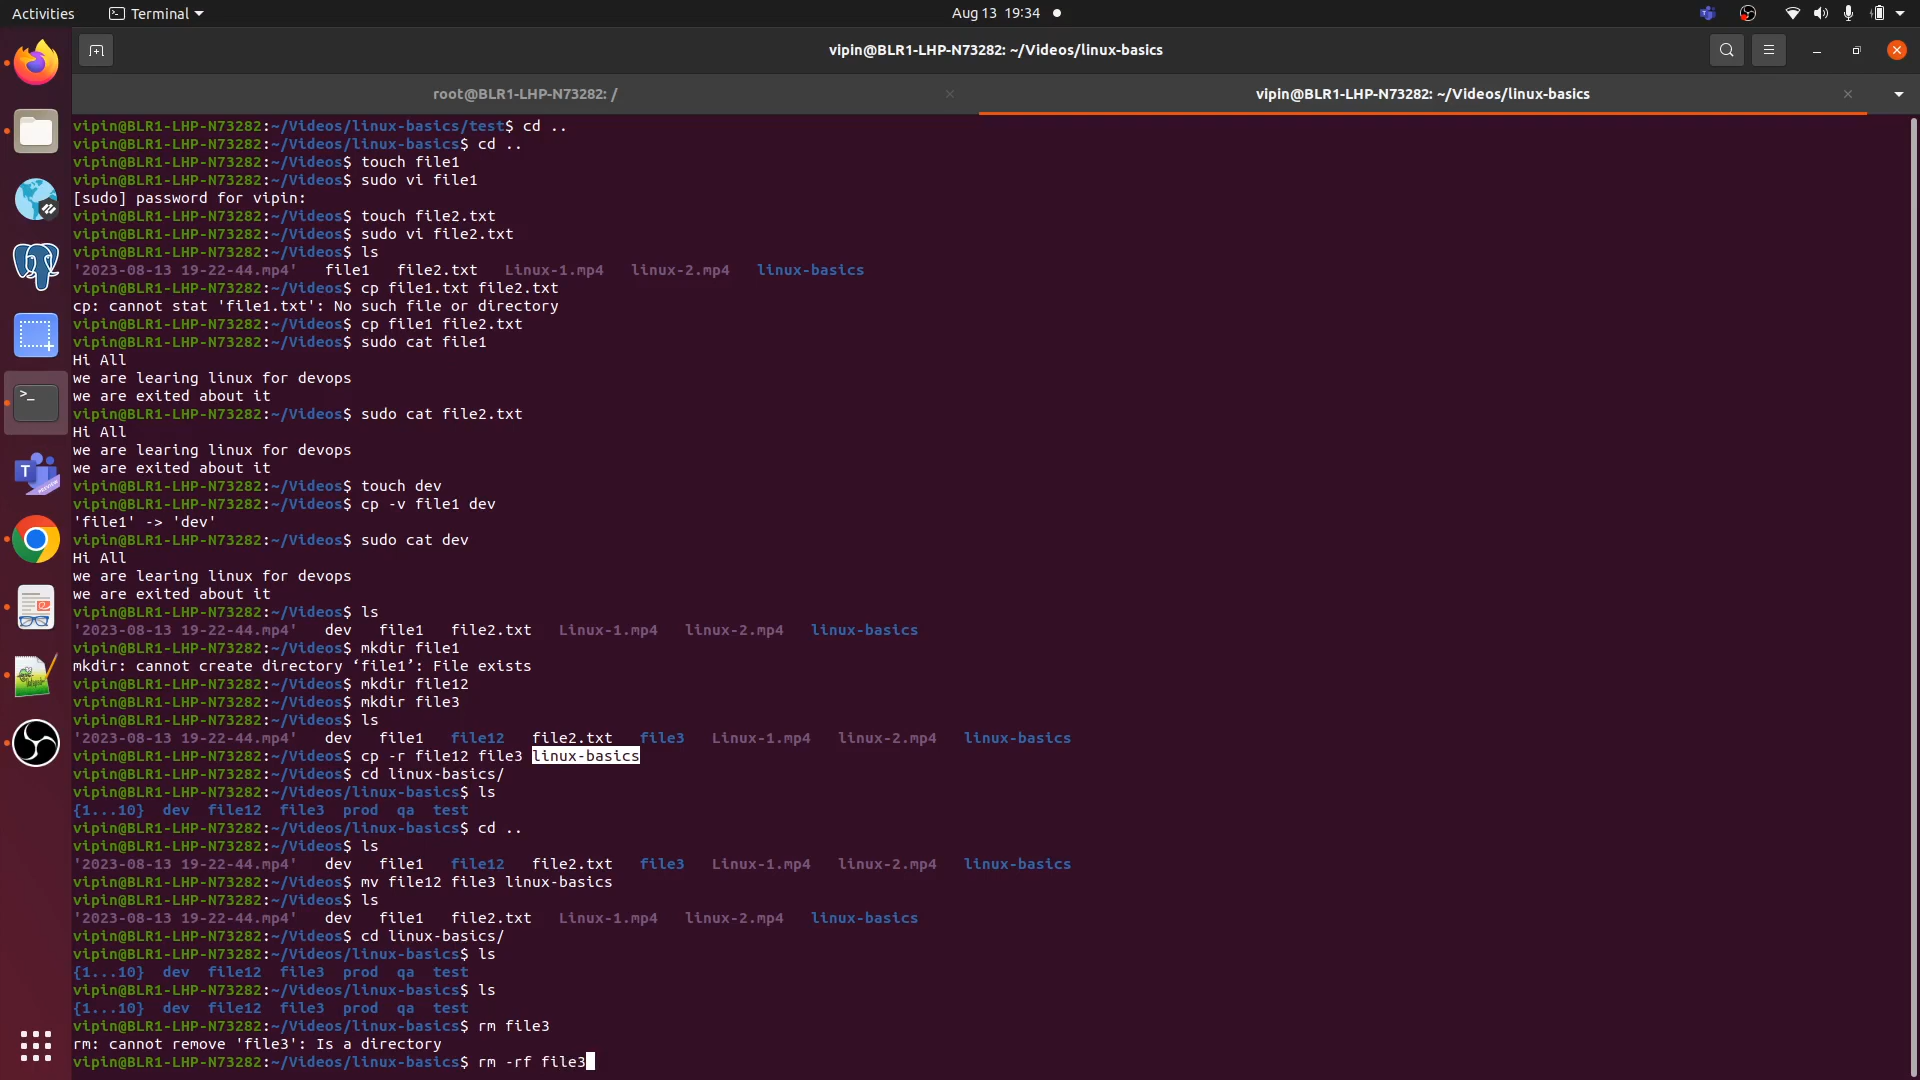 Activities Terminal Aug 13 19:34
vipin@BLR1-LHP-N73282: ~/Videos/linux-basics
root@BLR1-LHP-N73282: / vipin@BLR1-LHP-N73282: ~/Videos/linux-basics
vipin@BLR1-LHP-N73282:~/Videos/linux-basics/test$ cd ..
vipin@BLR1-LHP-N73282:~/Videos/linux-basics$ cd ..
vipin@BLR1-LHP-N73282:~/Videos$ touch file1
vipin@BLR1-LHP-N73282:~/Videos$ sudo vi file1
[sudo] password for vipin:
vipin@BLR1-LHP-N73282:~/Videos$ touch file2.txt
vipin@BLR1-LHP-N73282:~/Videos$ sudo vi file2.txt
vipin@BLR1-LHP-N73282:~/Videos$ ls
'2023-08-13 19-22-44.mp4' file1 file2.txt Linux-1.mp4 linux-2.mp4 linux-basics
vipin@BLR1-LHP-N73282:~/Videos$ cp file1.txt file2.txt
cp: cannot stat 'file1.txt': No such file or directory
vipin@BLR1-LHP-N73282:~/Videos$ cp file1 file2.txt
vipin@BLR1-LHP-N73282:~/Videos$ sudo cat file1
Hi All
we are learing linux for devops
we are exited about it
vipin@BLR1-LHP-N73282:~/Videos$ sudo cat file2.txt
Hi All
we are learing linux for devops
we are exited about it
vipin@BLR1-LHP-N73282:~/Videos$ touch dev
vipin@BLR1-LHP-N73282:~/Videos$ cp -v file1 dev
'file1' -> 'dev'
vipin@BLR1-LHP-N73282:~/Videos$ sudo cat dev
Hi All
we are learing linux for devops
we are exited about it
vipin@BLR1-LHP-N73282:~/Videos$ ls
'2023-08-13 19-22-44.mp4' dev file1 file2.txt Linux-1.mp4 linux-2.mp4 linux-basics
vipin@BLR1-LHP-N73282:~/Videos$ mkdir file1
mkdir: cannot create directory ‘file1’: File exists
vipin@BLR1-LHP-N73282:~/Videos$ mkdir file12
vipin@BLR1-LHP-N73282:~/Videos$ mkdir file3
vipin@BLR1-LHP-N73282:~/Videos$ ls
'2023-08-13 19-22-44.mp4' dev file1 file12 file2.txt file3 Linux-1.mp4 linux-2.mp4 linux-basics
vipin@BLR1-LHP-N73282:~/Videos$ cp -r file12 file3 linux-basics
vipin@BLR1-LHP-N73282:~/Videos$ cd linux-basics/
vipin@BLR1-LHP-N73282:~/Videos/linux-basics$ ls
{1...10} dev file12 file3 prod qa test
vipin@BLR1-LHP-N73282:~/Videos/linux-basics$ cd ..
vipin@BLR1-LHP-N73282:~/Videos$ ls
'2023-08-13 19-22-44.mp4' dev file1 file12 file2.txt file3 Linux-1.mp4 linux-2.mp4 linux-basics
vipin@BLR1-LHP-N73282:~/Videos$ mv file12 file3 linux-basics
vipin@BLR1-LHP-N73282:~/Videos$ ls
'2023-08-13 19-22-44.mp4' dev file1 file2.txt Linux-1.mp4 linux-2.mp4 linux-basics
vipin@BLR1-LHP-N73282:~/Videos$ cd linux-basics/
vipin@BLR1-LHP-N73282:~/Videos/linux-basics$ ls
{1...10} dev file12 file3 prod qa test
vipin@BLR1-LHP-N73282:~/Videos/linux-basics$ ls
{1...10} dev file12 file3 prod qa test
vipin@BLR1-LHP-N73282:~/Videos/linux-basics$ rm file3
rm: cannot remove 'file3': Is a directory
vipin@BLR1-LHP-N73282:~/Videos/linux-basics$ rm -rf file3